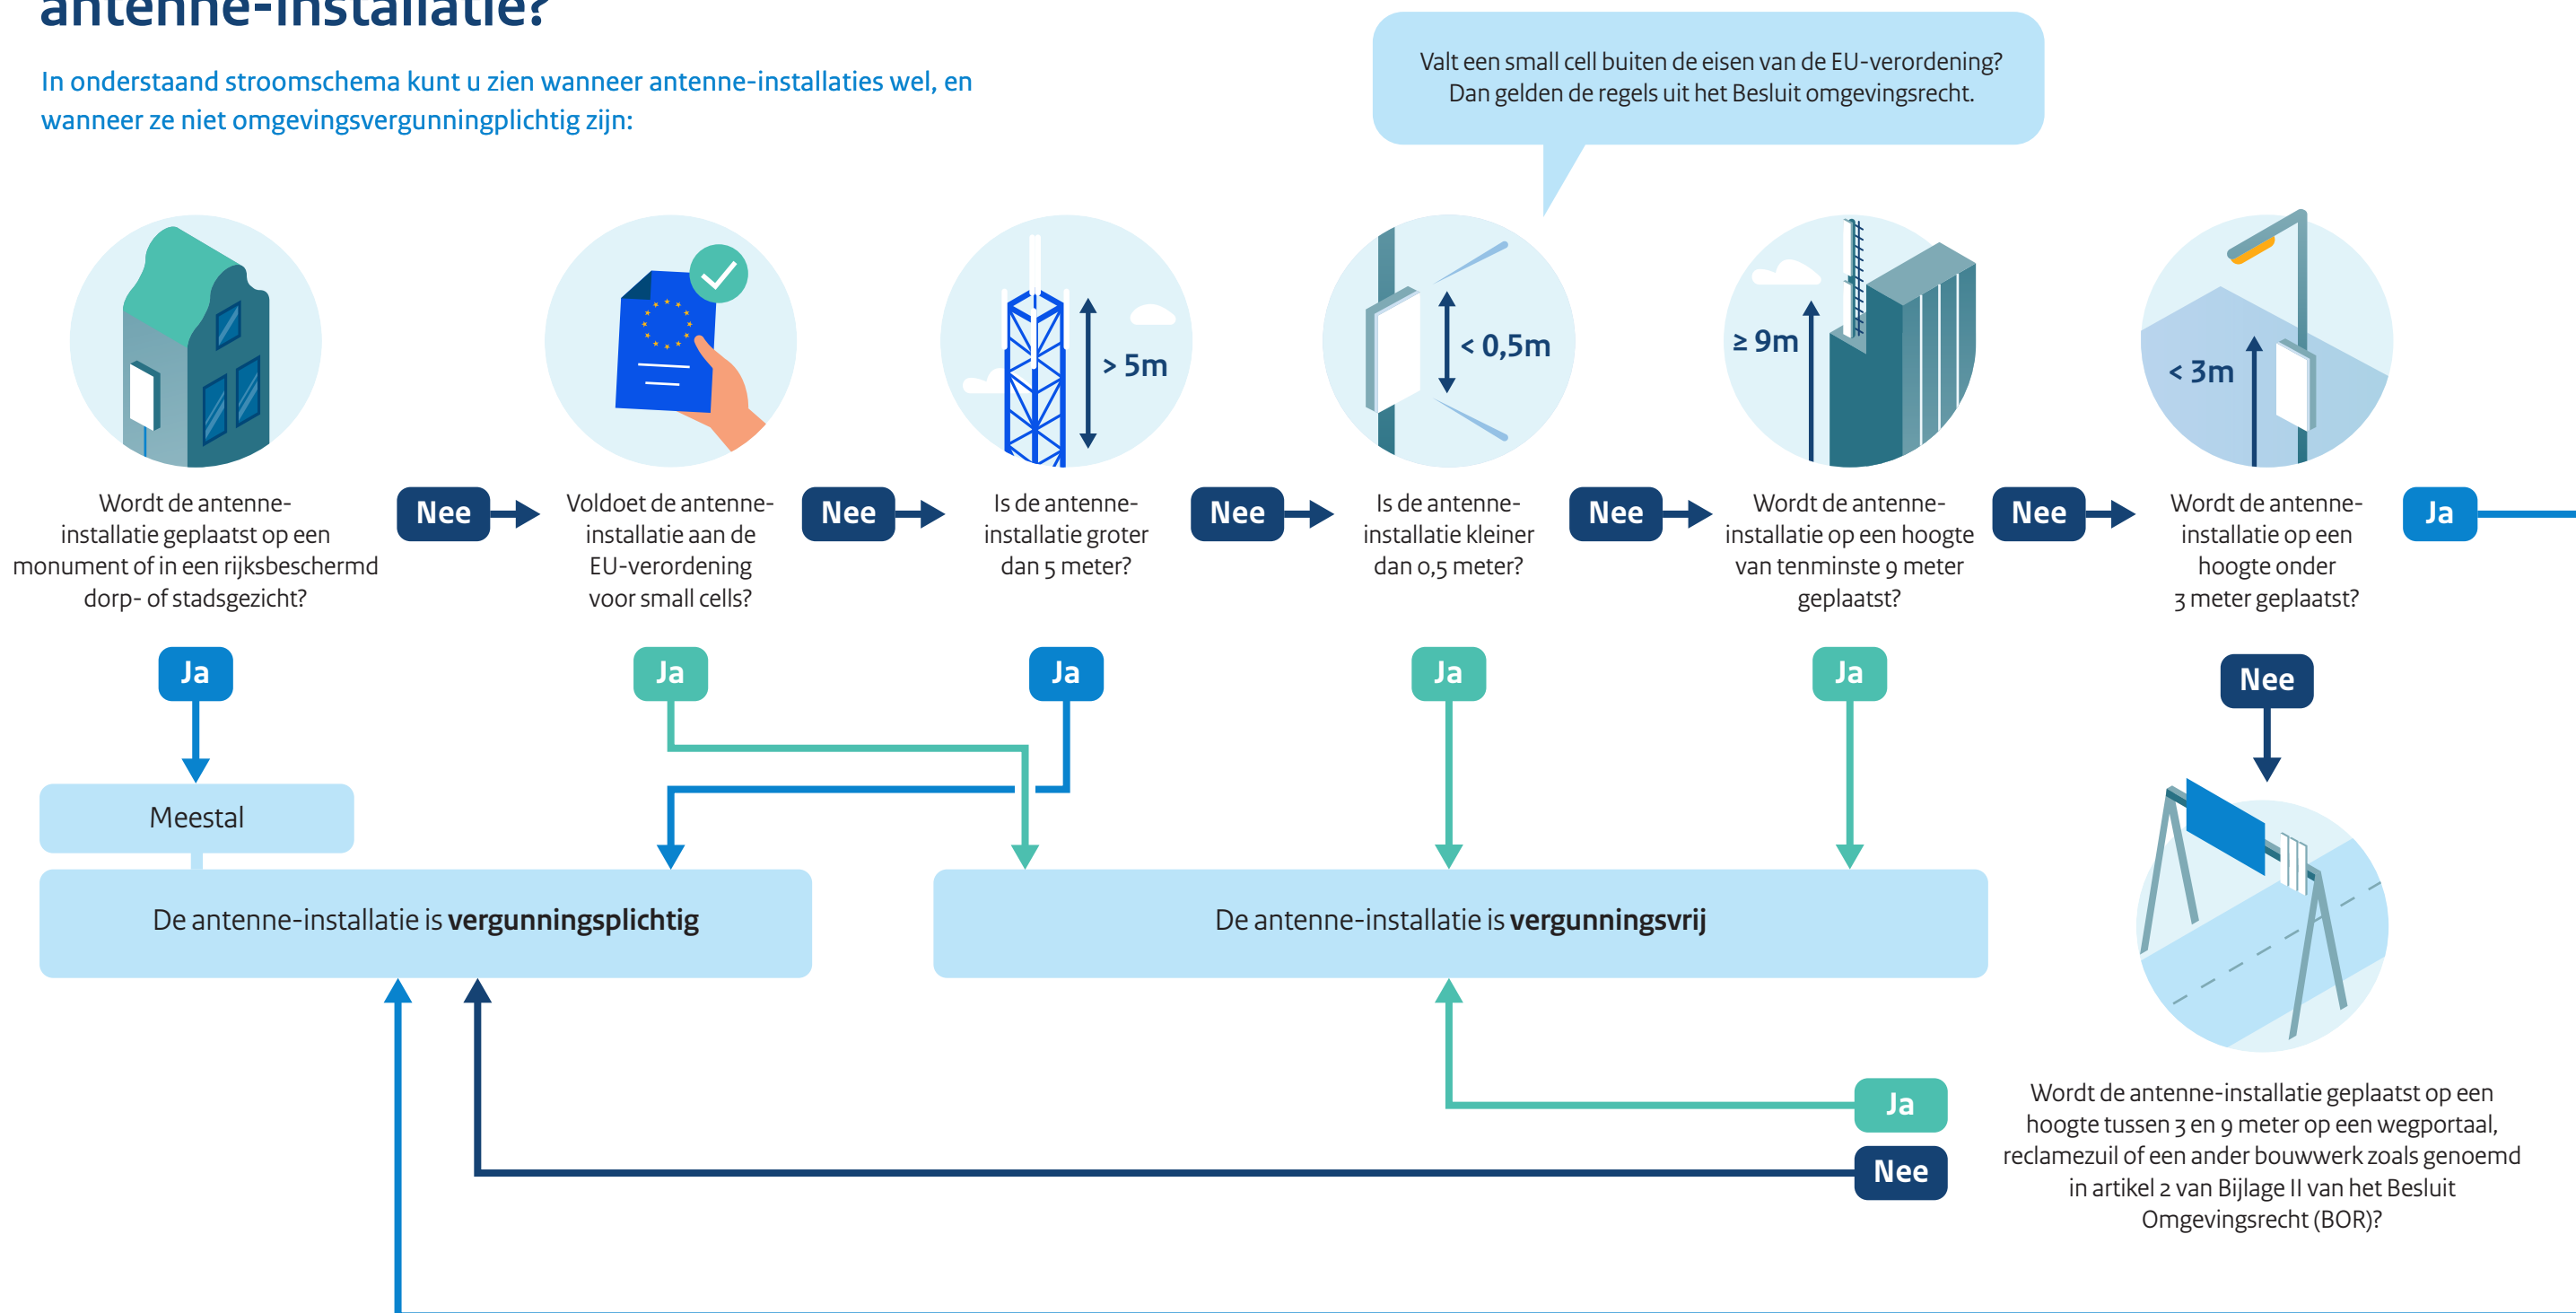 antenne-installatie?
In onderstaand stroomschema kunt u zien wanneer antenne-installaties wel, en
wanneer ze niet omgevingsvergunningplichtig zijn:
Valt een small cell buiten de eisen van de EU-verordening?
Dan gelden de regels uit het Besluit omgevingsrecht.
> 5m
< 0,5m
≥ 9m
< 3m
Wordt de antenne-
installatie geplaatst op een
monument of in een rijksbeschermd
dorp- of stadsgezicht?
Nee
Voldoet de antenne-
installatie aan de
EU-verordening
voor small cells?
Nee
Is de antenne-
installatie groter
dan 5 meter?
Nee
Is de antenne-
installatie kleiner
dan 0,5 meter?
Nee
Wordt de antenne-
installatie op een hoogte
van tenminste 9 meter
geplaatst?
Nee
Wordt de antenne-
installatie op een
hoogte onder
3 meter geplaatst?
Ja
Ja
Ja
Ja
Ja
Ja
Nee
Meestal
De antenne-installatie is vergunningsplichtig
De antenne-installatie is vergunningsvrij
Ja
Nee
Wordt de antenne-installatie geplaatst op een
hoogte tussen 3 en 9 meter op een wegportaal,
reclamezuil of een ander bouwwerk zoals genoemd
in artikel 2 van Bijlage II van het Besluit
Omgevingsrecht (BOR)?